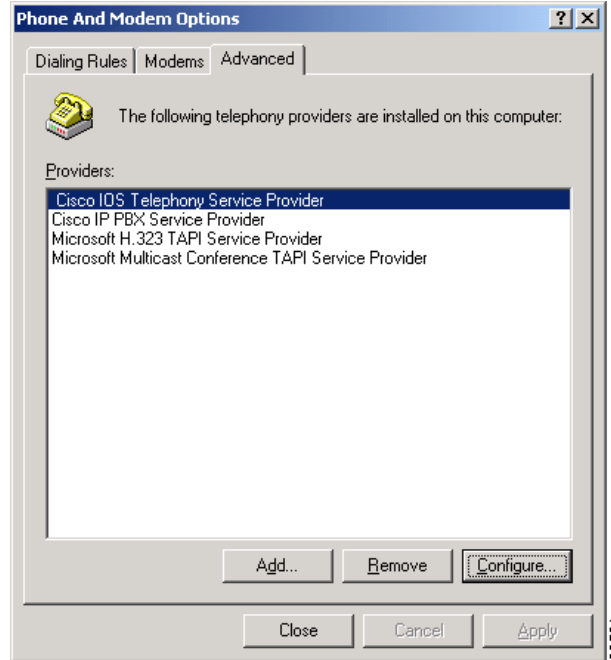 Phone And Modem Options
Dialing Rules Modems Advanced
The following telephony providers are installed on this computer:
Providers:
Cisco IOS Telephony Service Provider
Cisco IP PBX Service Provider
Microsoft H.323 TAPI Service Provider
Microsoft Multicast Conference TAPI Service Provider
Add... Remove Configure...
Close Cancel Apply